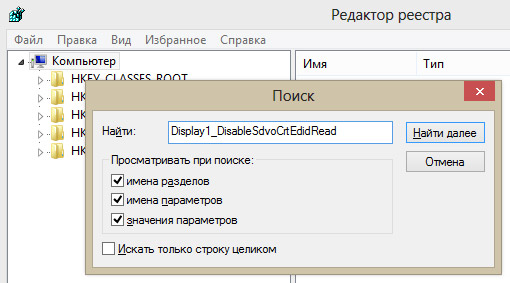 Редактор реестра
Файл Правка Вид Избранное Справка
Компьютер
Имя Тип
HKEY_CLASSES_ROOT
HK
HK
HK
HK
Поиск
Найти: Display1_DisableSdvoCrtEdidRead Найти далее
Просматривать при поиске: Отмена
имена разделов
имена параметров
значения параметров
Искать только строку целиком